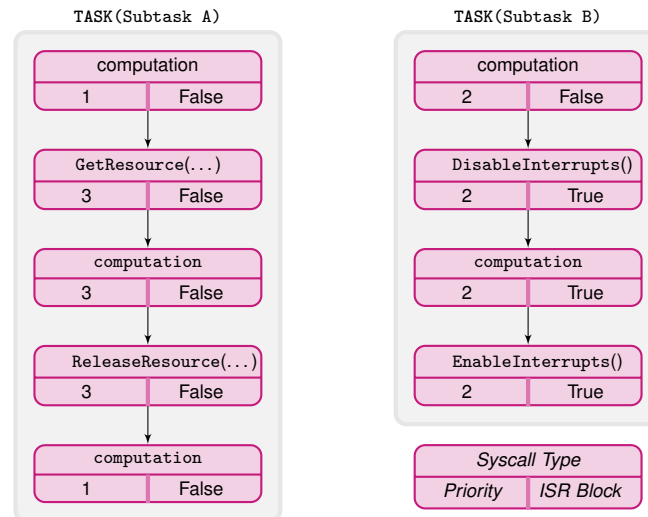 TASK(Subtask A)
computation
1 False
GetResource(...)
3 False
computation
3 False
ReleaseResource(...)
3 False
computation
1 False
TASK(Subtask B)
computation
2 False
DisableInterrupts()
2 True
computation
2 True
EnableInterrupts()
2 True
Syscall Type
Priority ISR Block